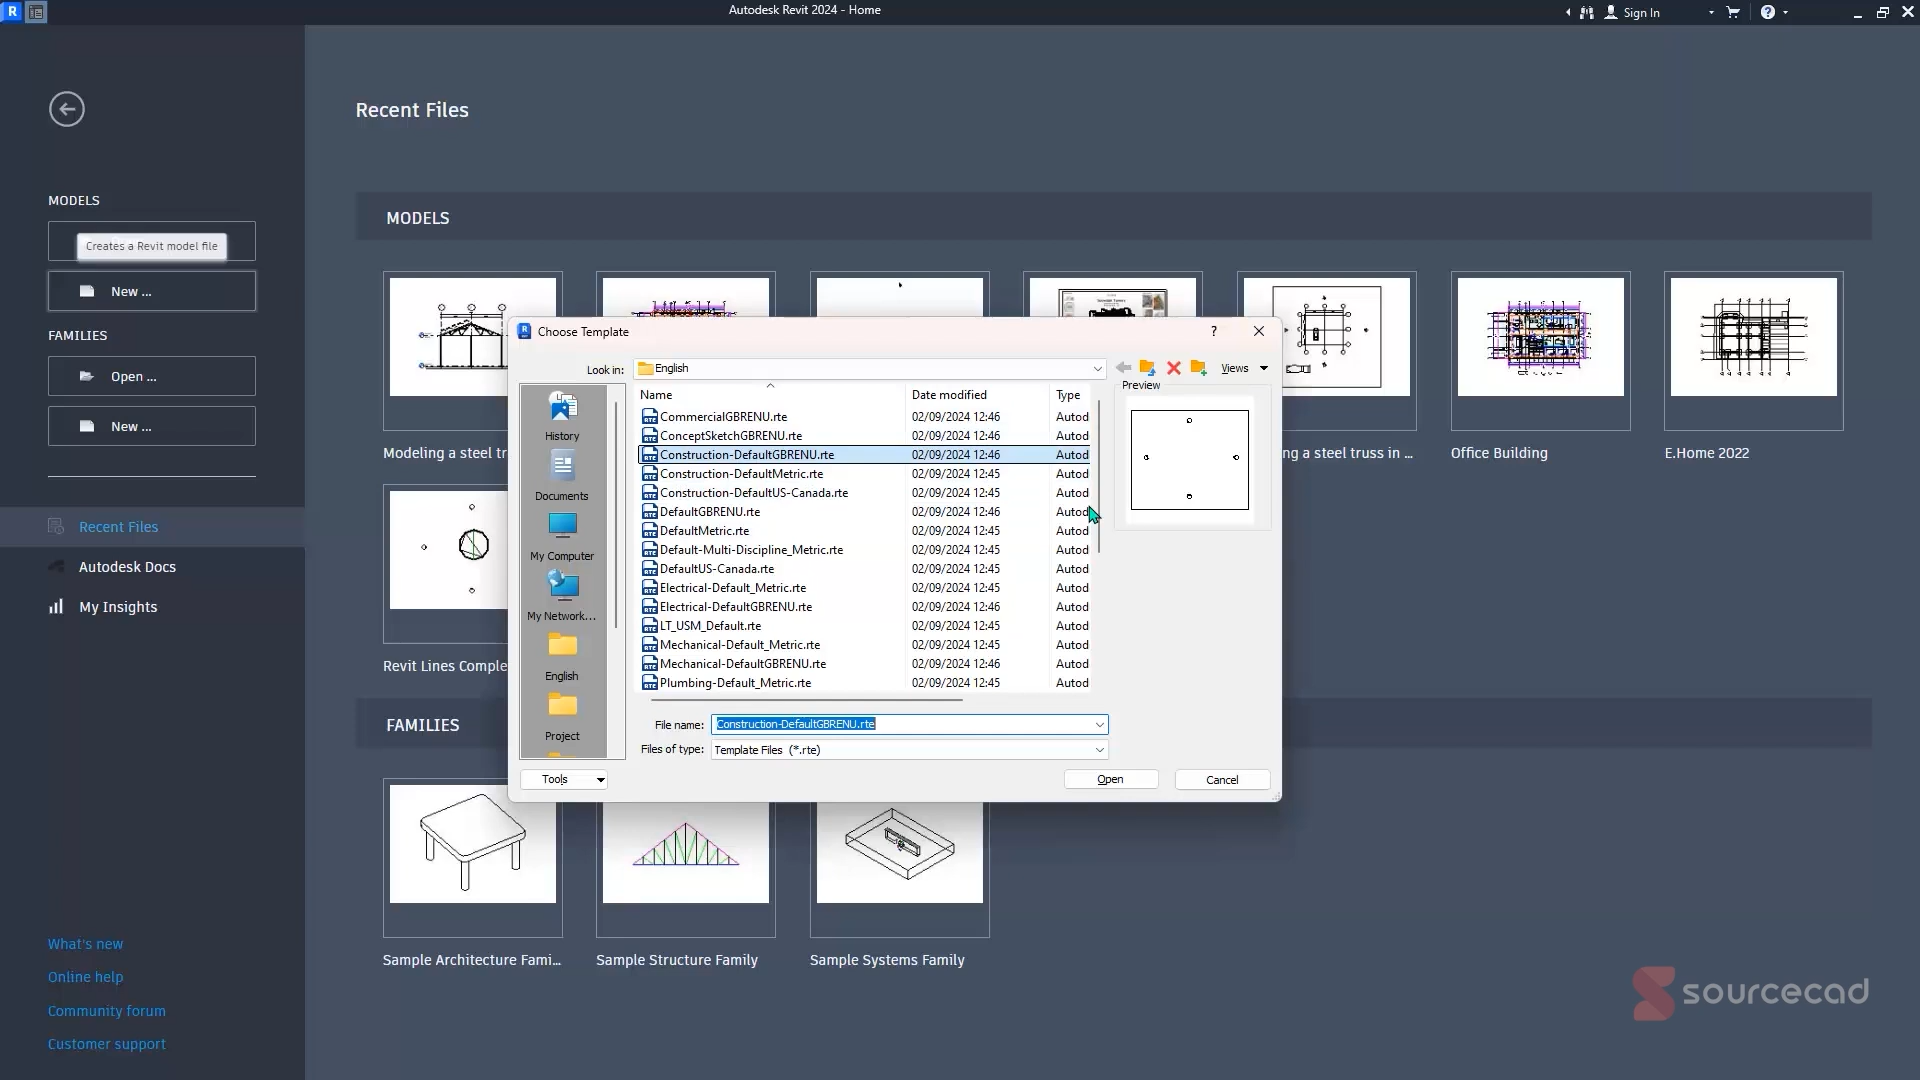 Autodesk Revit 2024 - Home
Sign In
Recent Files
MODELS
Creates a Revit model file
New ...
FAMILIES
Open ...
New ...
Recent Files
Autodesk Docs
My Insights
What's new
Online help
Community forum
Customer support
MODELS
Modeling a steel tr
ng a steel truss in ...
Office Building
E.Home 2022
Revit Lines Comple
FAMILIES
Sample Architecture Fami...
Sample Structure Family
Sample Systems Family
Choose Template
Look in:
English
Views
History
Documents
My Computer
My Network...
English
Project
Name Date modified Type
CommercialGBRENU.rte 02/09/2024 12:46 Autod
ConceptSketchGBRENU.rte 02/09/2024 12:46 Autod
Construction-DefaultGBRENU.rte 02/09/2024 12:46 Autod
Construction-DefaultMetric.rte 02/09/2024 12:45 Autod
Construction-DefaultUS-Canada.rte 02/09/2024 12:45 Autod
DefaultGBRENU.rte 02/09/2024 12:46 Autod
DefaultMetric.rte 02/09/2024 12:45 Autod
Default-Multi-Discipline_Metric.rte 02/09/2024 12:45 Autod
DefaultUS-Canada.rte 02/09/2024 12:45 Autod
Electrical-Default_Metric.rte 02/09/2024 12:45 Autod
Electrical-DefaultGBRENU.rte 02/09/2024 12:46 Autod
LT_USM_Default.rte 02/09/2024 12:45 Autod
Mechanical-Default_Metric.rte 02/09/2024 12:45 Autod
Mechanical-DefaultGBRENU.rte 02/09/2024 12:46 Autod
Plumbing-Default_Metric.rte 02/09/2024 12:45 Autod
Preview
File name: Construction-DefaultGBRENU.rte
Files of type: Template Files (*.rte)
Tools
Open
Cancel
sourcecad